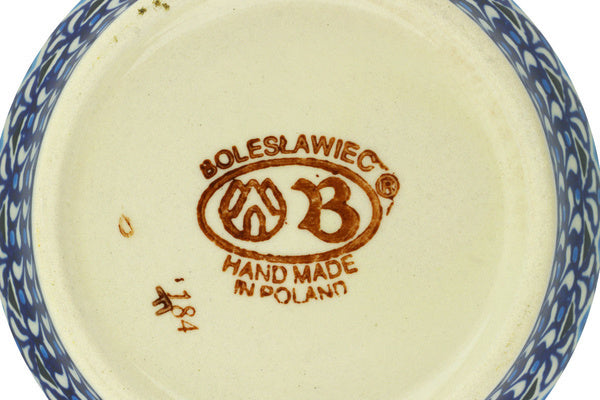 BOLESŁAWIEC
®
B
HAND MADE
IN POLAND
184